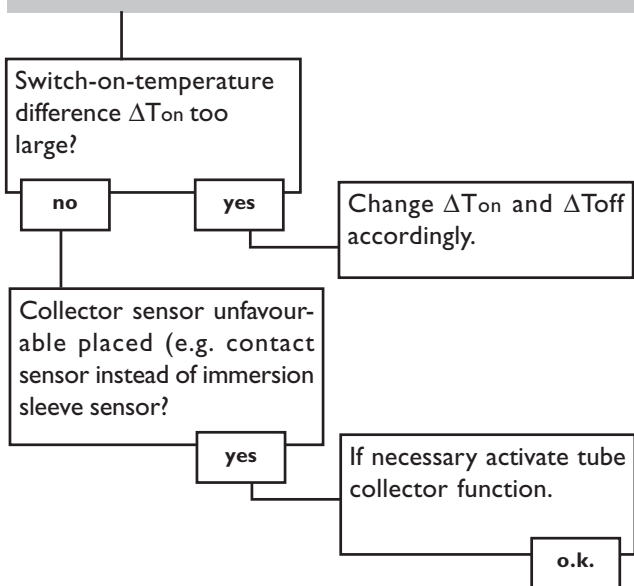 Switch-on-temperature
difference ΔTon too
large?
no
yes
Change ΔTon and ΔToff
accordingly.
Collector sensor unfavour-
able placed (e.g. contact
sensor instead of immersion
sleeve sensor?
yes
If necessary activate tube
collector function.
o.k.